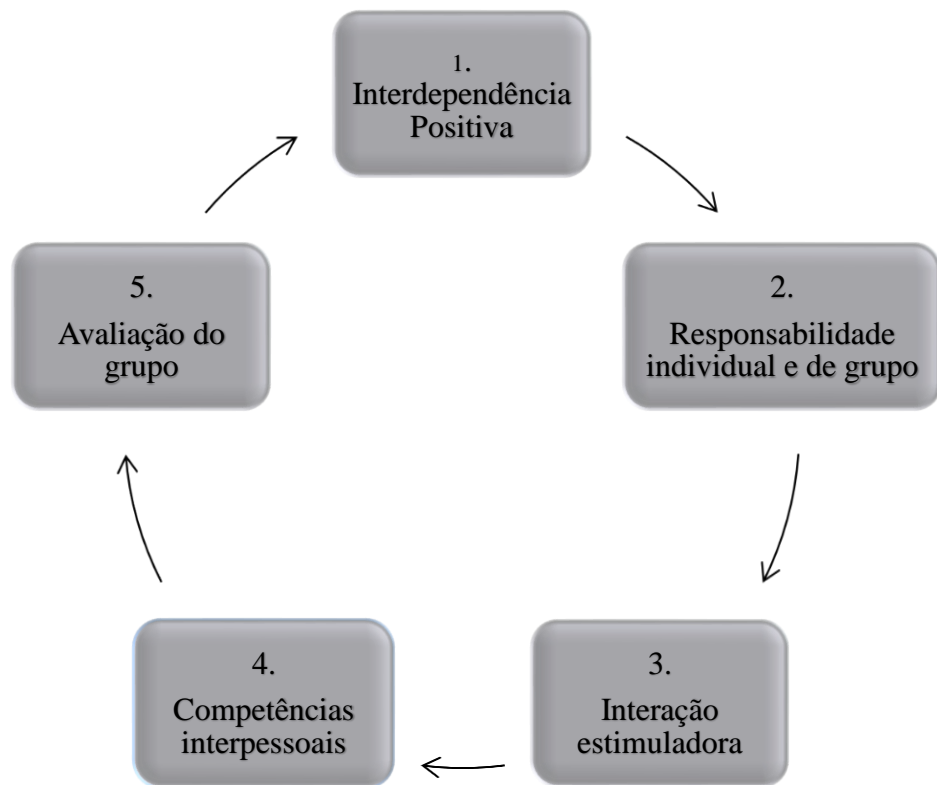 1.
Interdependência
Positiva
2.
Responsabilidade
individual e de grupo
3.
Interação
estimuladora
4.
Competências
interpessoais
5.
Avaliação do
grupo